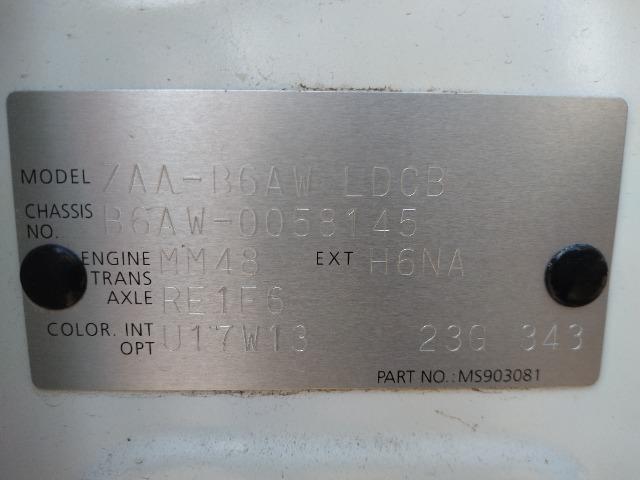 MODEL ZAA-B6AW LDCB
CHASSIS NO. B6AW-0058145
ENGINE MM48 EXT H6NA
TRANS AXLE RE1F6
COLOR. INT OPT U17W13 23G 343
PART NO.: MS903081